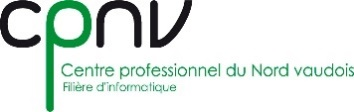 cpnv
Centre professionnel du Nord vaudois
Filière d'informatique